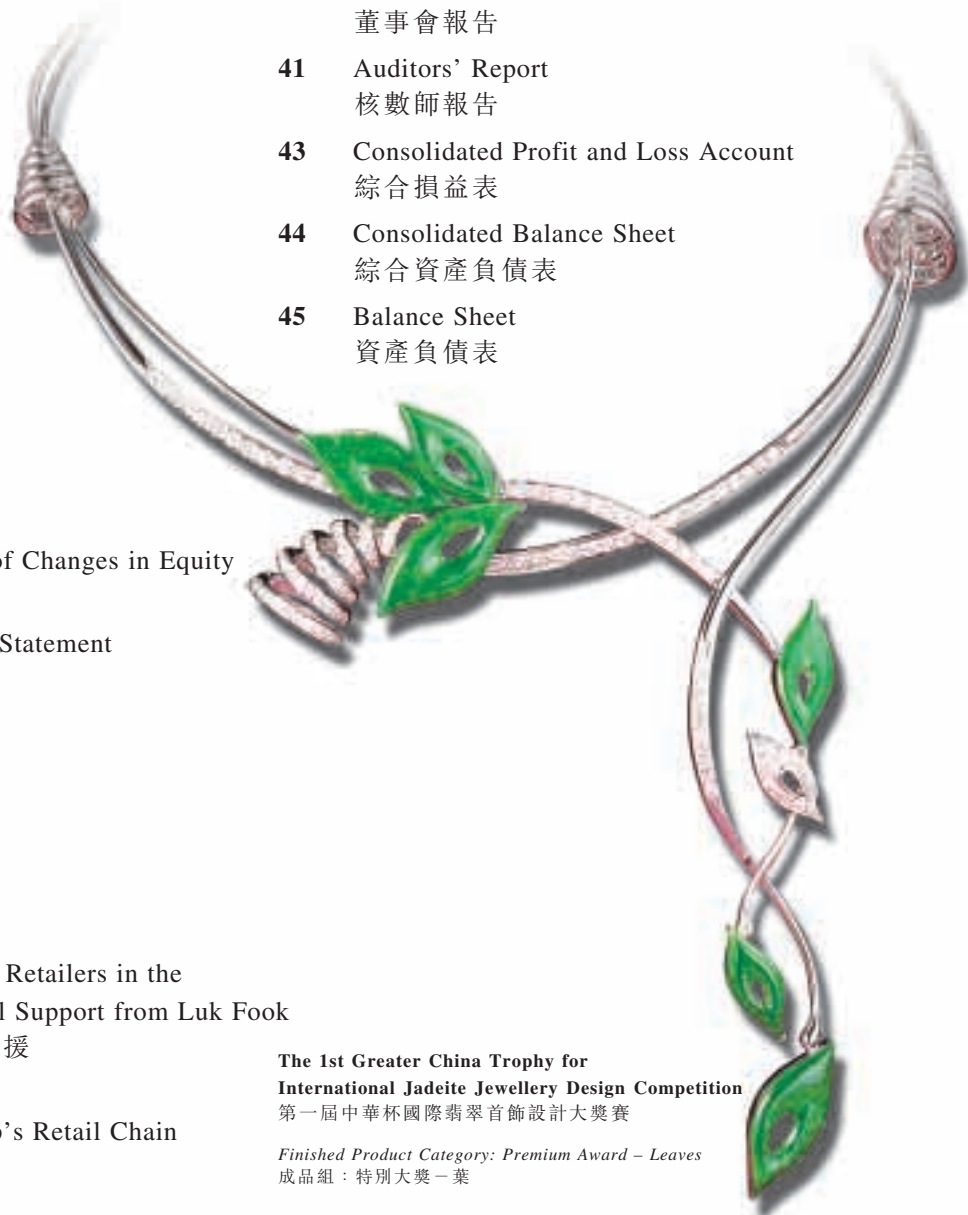 董事會報告
41 Auditors' Report
核數師報告
43 Consolidated Profit and Loss Account
綜合損益表
44 Consolidated Balance Sheet
綜合資產負債表
45 Balance Sheet
資產負債表
of Changes in Equity
Statement
Retailers in the
l Support from Luk Fook
援
o's Retail Chain
The 1st Greater China Trophy for
International Jadeite Jewellery Design Competition
第一屆中華杯國際翡翠首飾設計大獎賽
Finished Product Category: Premium Award – Leaves
成品組：特別大獎－葉